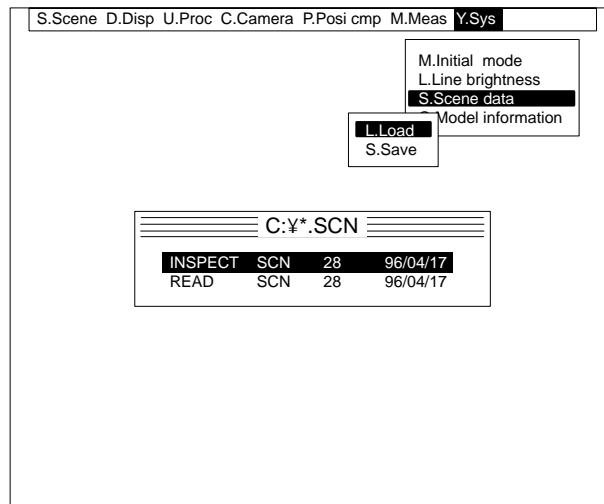 S.Scene D.Disp U.Proc C.Camera P.Posi cmp M.Meas Y.Sys
M.Initial mode
L.Line brightness
S.Scene data
Model information
L.Load
S.Save
C:¥*.SCN
INSPECT SCN 28 96/04/17
READ SCN 28 96/04/17